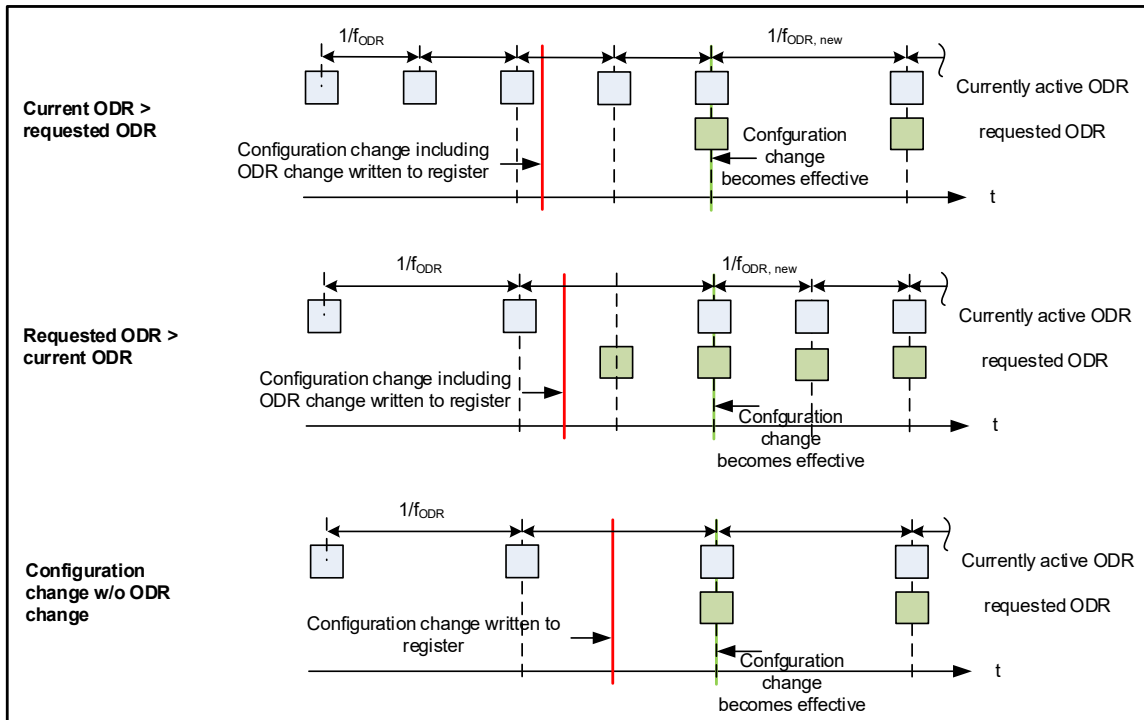 1/fODR
1/fODR, new
Current ODR >
requested ODR
Currently active ODR
requested ODR
Configuration change including
ODR change written to register
Confguration
change
becomes effective
t
1/fODR
1/fODR, new
Requested ODR >
current ODR
Currently active ODR
requested ODR
Configuration change including
ODR change written to register
Confguration
change
becomes effective
t
1/fODR
Configuration
change w/o ODR
change
Currently active ODR
requested ODR
Configuration change written to
register
Confguration
change
becomes effective
t